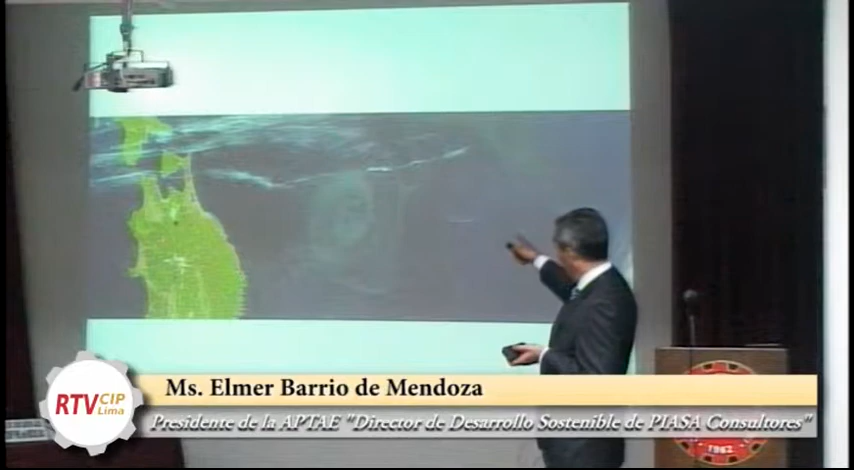 Ms. Elmer Barrio de Mendoza
Presidente de la APTAE "Director de Desarrollo Sostenible de PIASA Consultores"
RTV CIP
Lima
1962